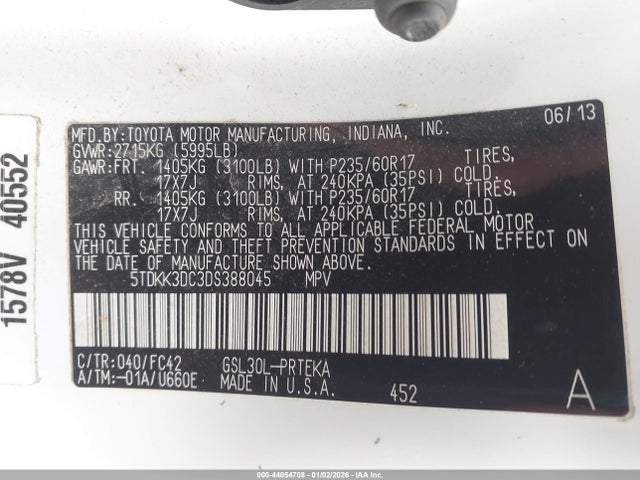 MFD.BY:TOYOTA MOTOR MANUFACTURING, INDIANA, INC. 06/13
GVWR:2715KG (5995LB)
GAWR:FRT. 1405KG (3100LB) WITH P235/60R17 TIRES,
17X7J RIMS, AT 240KPA (35PSI) COLD.
RR. 1405KG (3100LB) WITH P235/60R17 TIRES,
17X7J RIMS, AT 240KPA (35PSI) COLD.
THIS VEHICLE CONFORMS TO ALL APPLICABLE FEDERAL MOTOR
VEHICLE SAFETY AND THEFT PREVENTION STANDARDS IN EFFECT ON
THE DATE OF MANUFACTURE SHOWN ABOVE.
5TDKK3DC3DS388045 MPV
C/TR:040/FC42 GSL30L-PRTEKA
A/TM:-01A/U660E MADE IN U.S.A. 452 A
1578V 40552
000-44054708 - 01/02/2026 - IAAI.COM